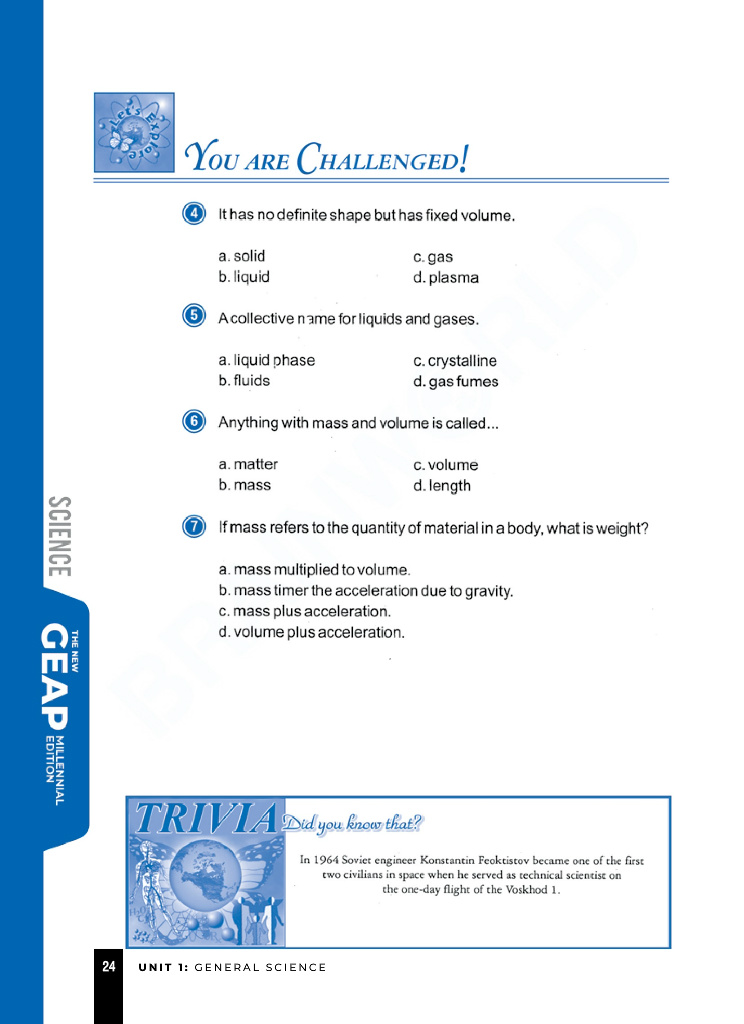 Let's Explore
YOU ARE CHALLENGED!
4 It has no definite shape but has fixed volume.
a. solid c. gas
b. liquid d. plasma
5 A collective name for liquids and gases.
a. liquid phase c. crystalline
b. fluids d. gas fumes
6 Anything with mass and volume is called...
a. matter c. volume
b. mass d. length
7 If mass refers to the quantity of material in a body, what is weight?
a. mass multiplied to volume.
b. mass timer the acceleration due to gravity.
c. mass plus acceleration.
d. volume plus acceleration.
SCIENCE
THE NEW
GEAP
MILLENNIAL
EDITION
TRIVIA Did you know that?
In 1964 Soviet engineer Konstantin Feoktistov became one of the first
two civilians in space when he served as technical scientist on
the one-day flight of the Voskhod 1.
24 UNIT 1: GENERAL SCIENCE